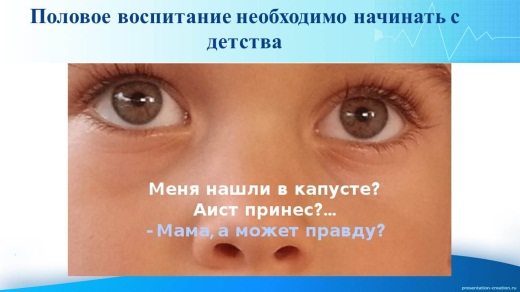 Половое воспитание необходимо начинать с
детства
Меня нашли в капусте?
Аист принес?...
- Мама, а может правду?
presentation-creation.ru